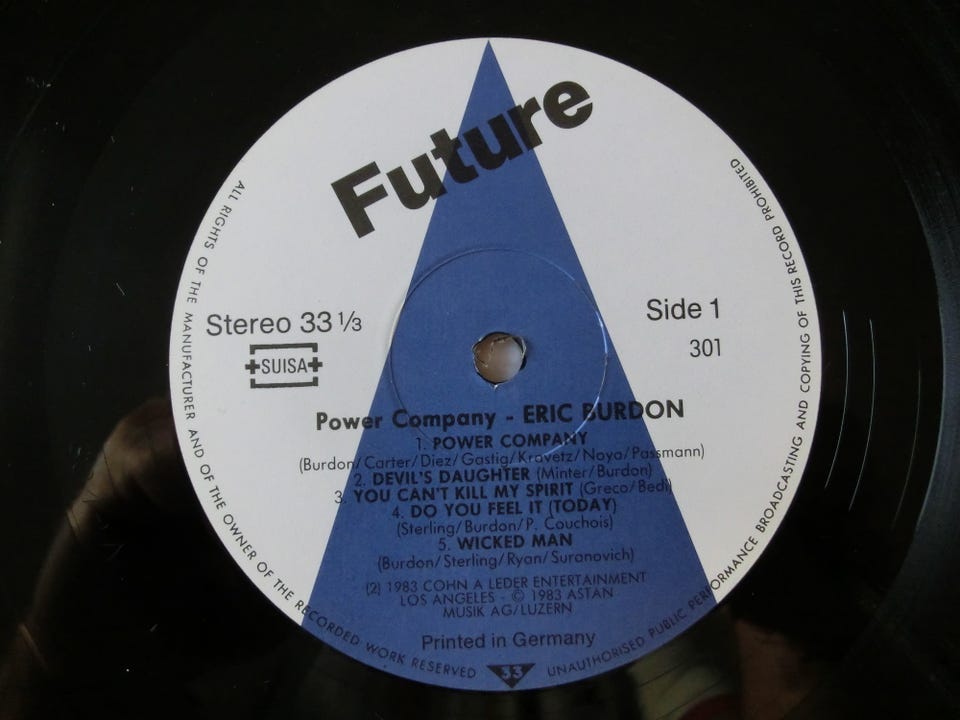 Future
Stereo 33 ⅓
SUISA
Side 1
301
Power Company - ERIC BURDON
1. POWER COMPANY
(Burdon/Carter/Diez/Gastig/Kravetz/Noya/Passmann)
2. DEVIL'S DAUGHTER (Minter/Burdon)
3. YOU CAN'T KILL MY SPIRIT (Greco/Bedi)
4. DO YOU FEEL IT (TODAY)
(Sterling/Burdon/P. Couchois)
5. WICKED MAN
(Burdon/Sterling/Ryan/Suranovich)
(2) 1983 COHN A LEDER ENTERTAINMENT
LOS ANGELES - © 1983 ASTAN
MUSIK AG/LUZERN
Printed in Germany
33
ALL RIGHTS OF THE MANUFACTURER AND OF THE OWNER OF THE RECORDED WORK RESERVED
UNAUTHORISED PUBLIC PERFORMANCE BROADCASTING AND COPYING OF THIS RECORD PROHIBITED